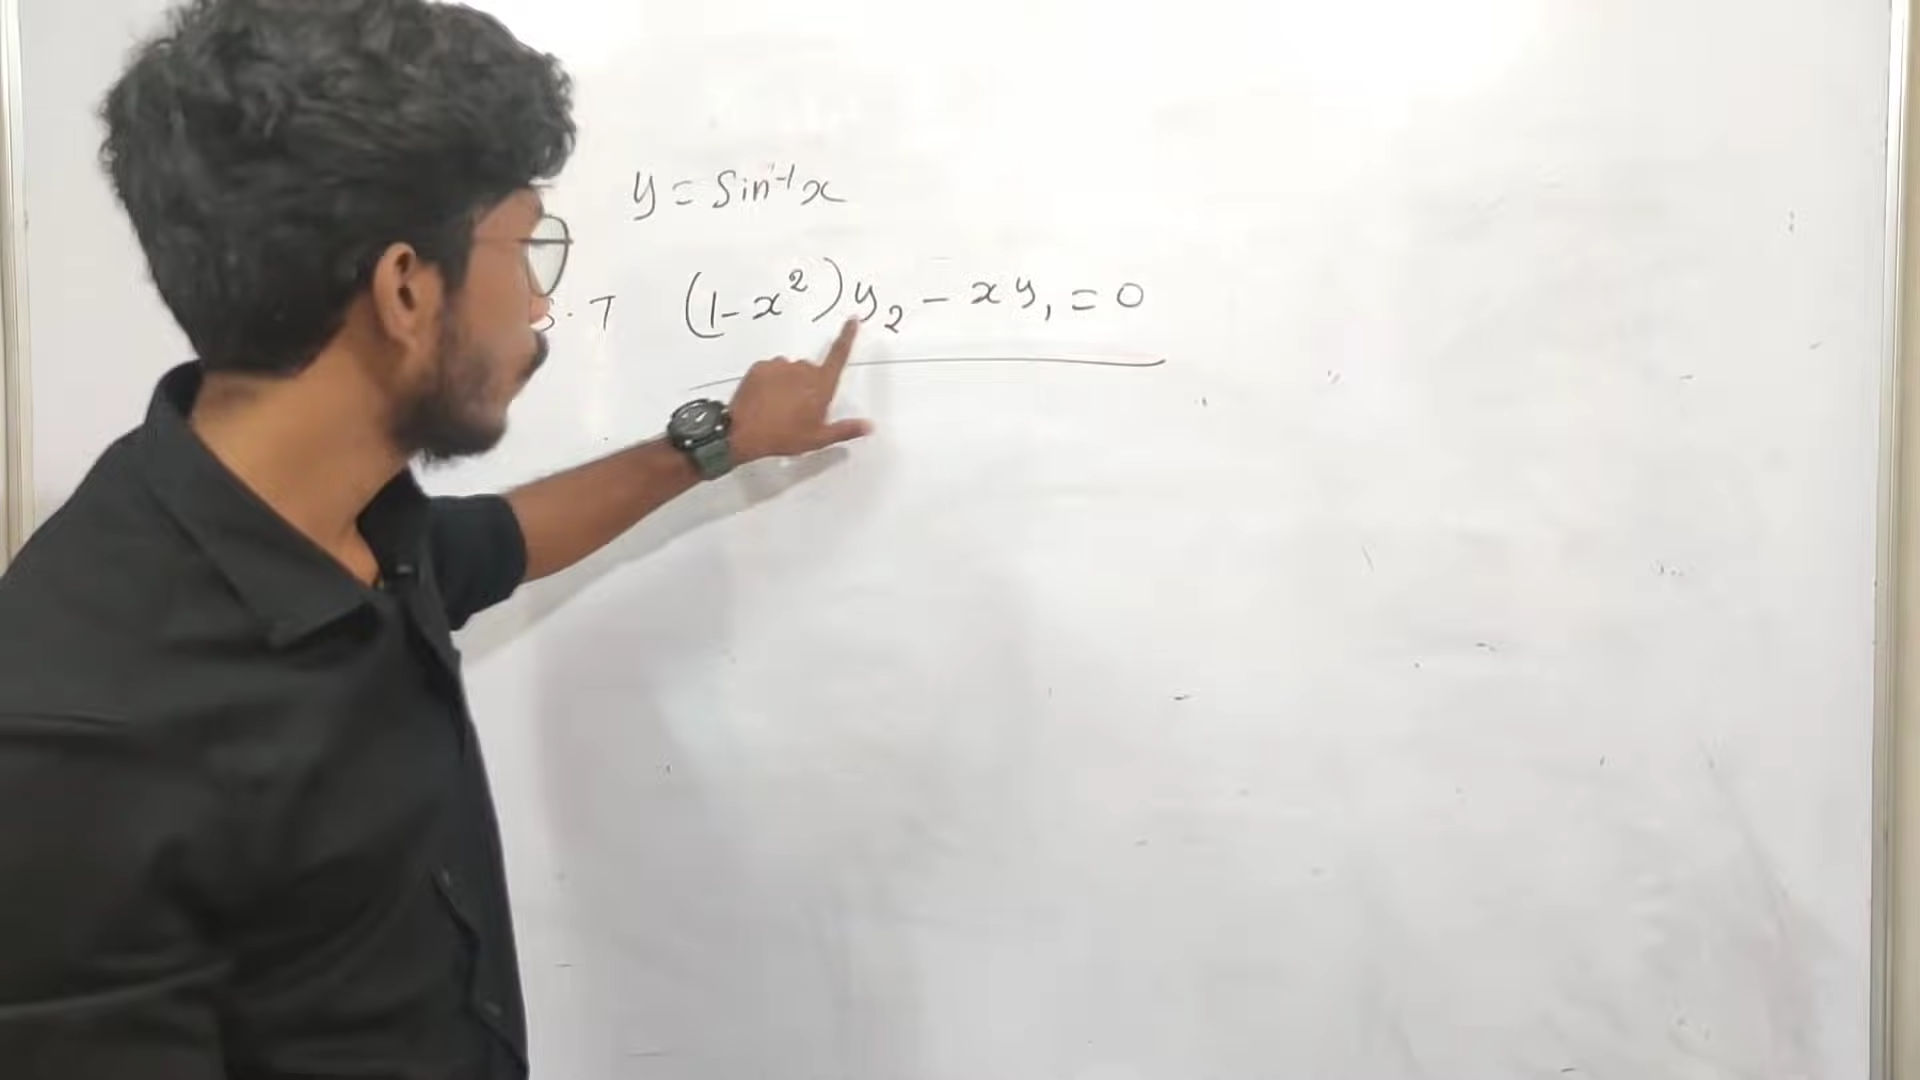 y = Sin⁻¹x
S.T (1-x²)y₂ - xy₁ = 0